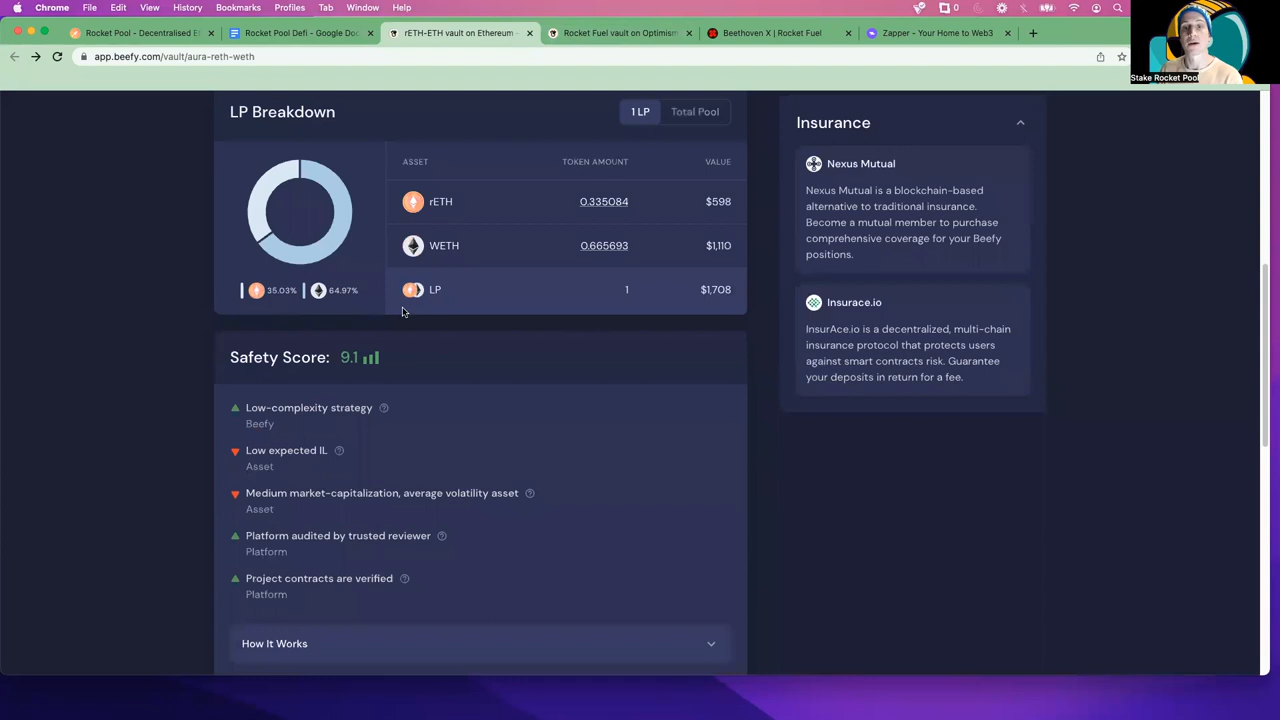 Chrome File Edit View History Bookmarks Profiles Tab Window Help
0
Rocket Pool - Decentralised Et
Rocket Pool Defi - Google Doc
rETH-ETH vault on Ethereum -
Rocket Fuel vault on Optimism
Beethoven X | Rocket Fuel
Zapper - Your Home to Web3
app.beefy.com/vault/aura-reth-weth
Stake Rocket Pool
LP Breakdown
1 LP
Total Pool
ASSET TOKEN AMOUNT VALUE
rETH 0.335084 $598
WETH 0.665693 $1,110
LP 1 $1,708
35.03% 64.97%
Safety Score: 9.1
Low-complexity strategy
Beefy
Low expected IL
Asset
Medium market-capitalization, average volatility asset
Asset
Platform audited by trusted reviewer
Platform
Project contracts are verified
Platform
How It Works
Insurance
Nexus Mutual
Nexus Mutual is a blockchain-based
alternative to traditional insurance.
Become a mutual member to purchase
comprehensive coverage for your Beefy
positions.
Insurace.io
InsurAce.io is a decentralized, multi-chain
insurance protocol that protects users
against smart contracts risk. Guarantee
your deposits in return for a fee.